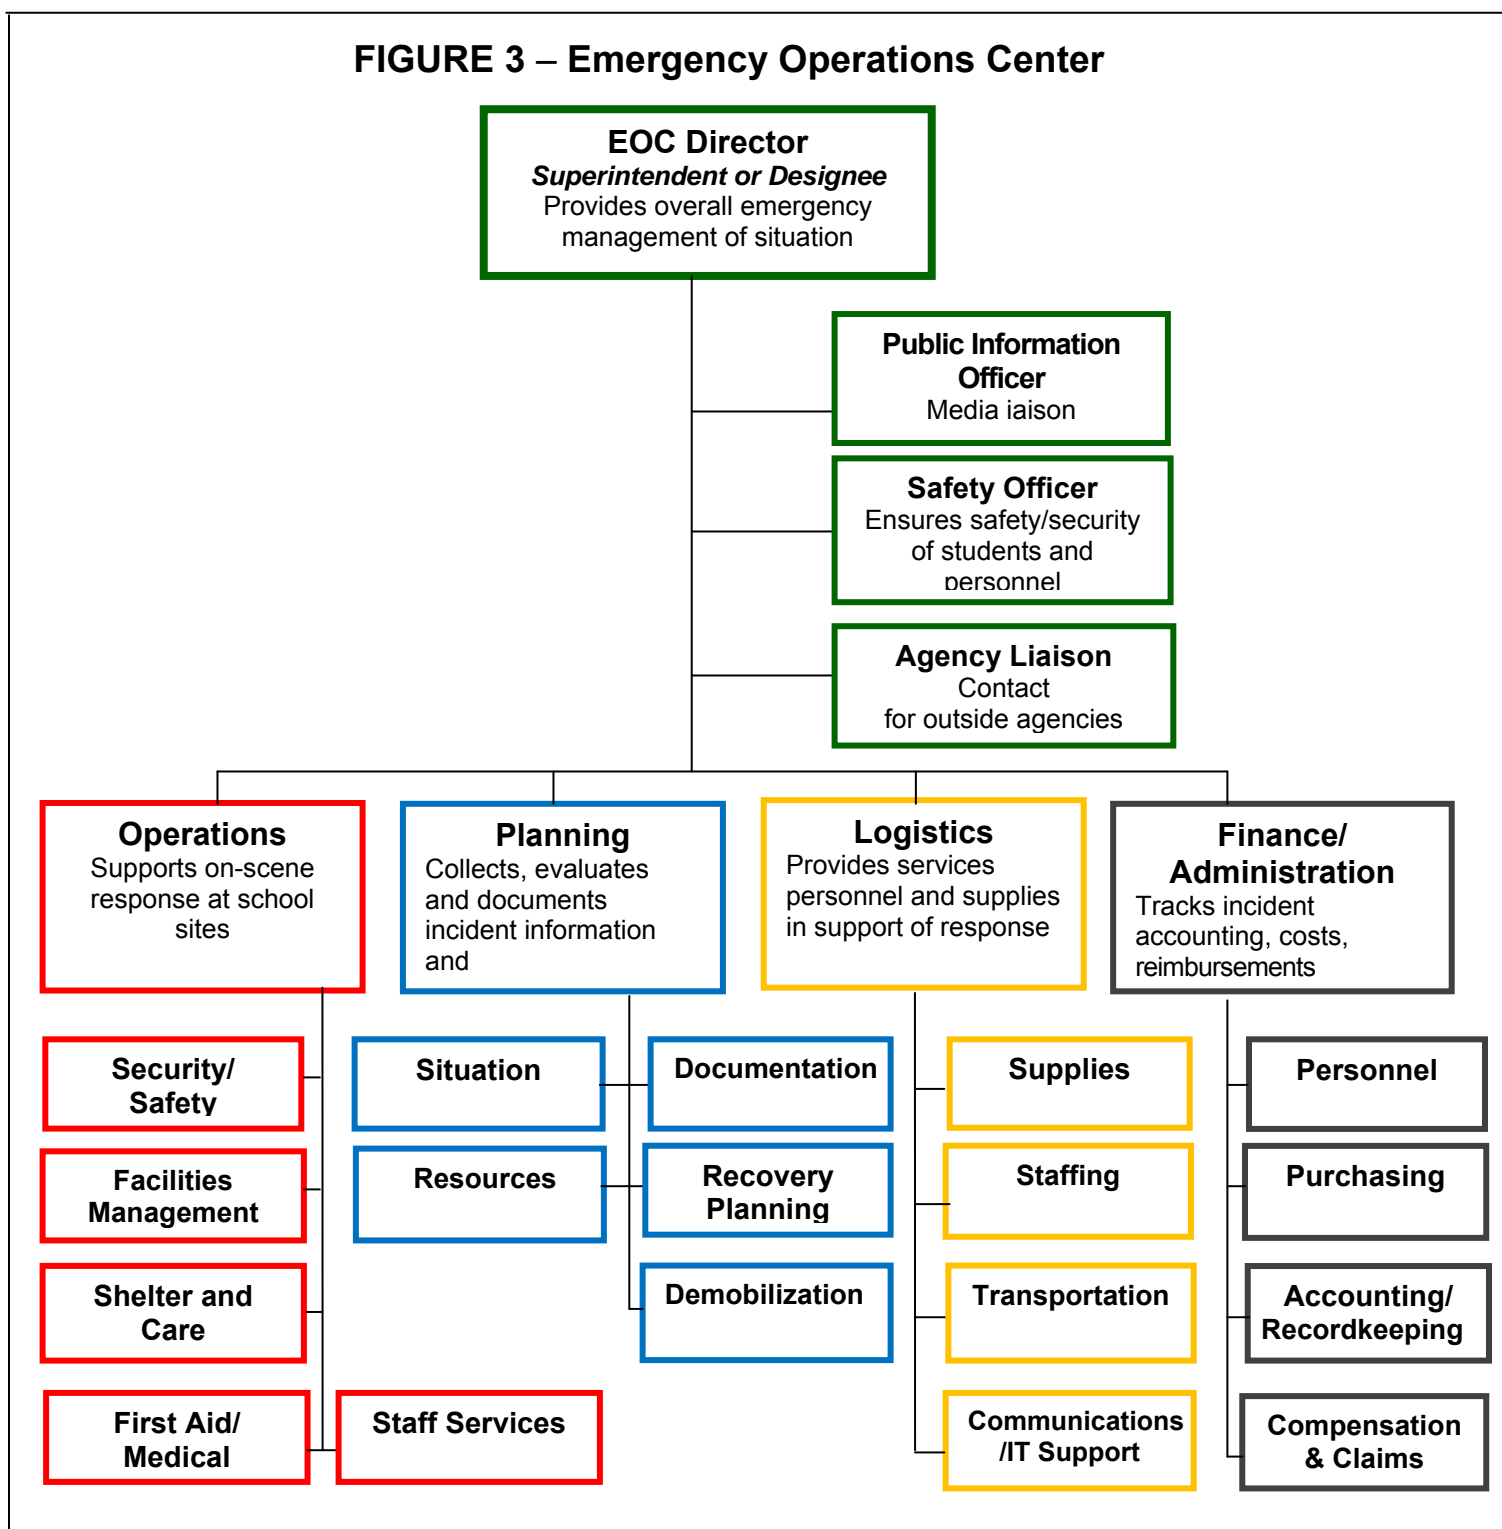 FIGURE 3 – Emergency Operations Center
EOC Director
Superintendent or Designee
Provides overall emergency
management of situation
Public Information
Officer
Media iaison
Safety Officer
Ensures safety/security
of students and
personnel
Agency Liaison
Contact
for outside agencies
Operations
Supports on-scene
response at school
sites
Planning
Collects, evaluates
and documents
incident information
and
Logistics
Provides services
personnel and supplies
in support of response
Finance/
Administration
Tracks incident
accounting, costs,
reimbursements
Security/
Safety
Situation
Documentation
Supplies
Personnel
Facilities
Management
Resources
Recovery
Planning
Staffing
Purchasing
Shelter and
Care
Demobilization
Transportation
Accounting/
Recordkeeping
First Aid/
Medical
Staff Services
Communications
/IT Support
Compensation
& Claims